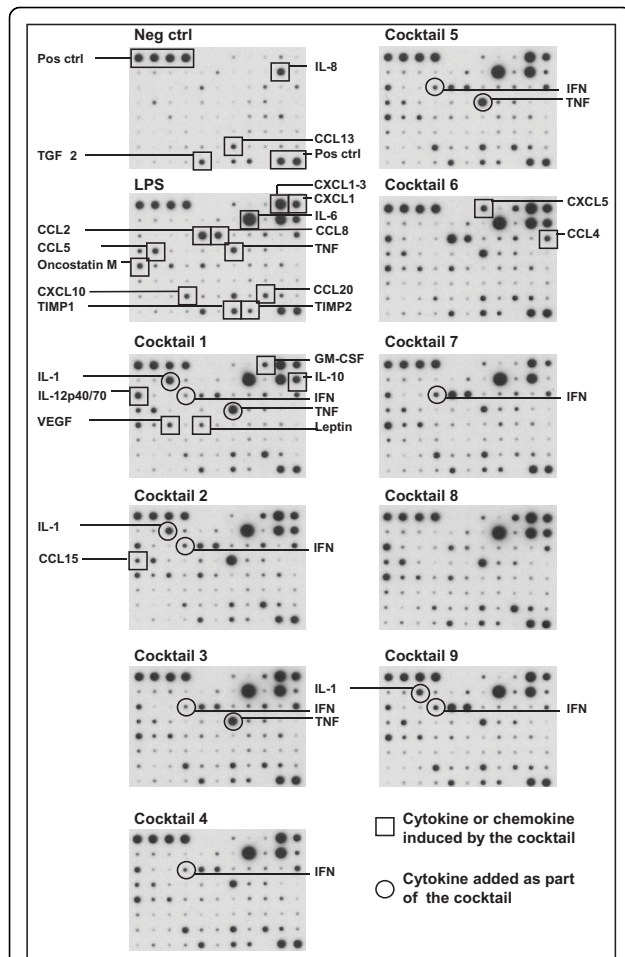 Neg ctrl
Pos ctrl
IL-8
CCL13
TGF 2
Pos ctrl
LPS
CXCL1-3
CXCL1
IL-6
CCL2
CCL8
CCL5
TNF
Oncostatin M
CXCL10
CCL20
TIMP1
TIMP2
Cocktail 1
GM-CSF
IL-1
IL-10
IL-12p40/70
IFN
TNF
VEGF
Leptin
Cocktail 2
IL-1
IFN
CCL15
Cocktail 3
IFN
TNF
Cocktail 4
IFN
Cocktail 5
IFN
TNF
Cocktail 6
CXCL5
CCL4
Cocktail 7
IFN
Cocktail 8
Cocktail 9
IL-1
IFN
Cytokine or chemokine
induced by the cocktail
Cytokine added as part
of the cocktail